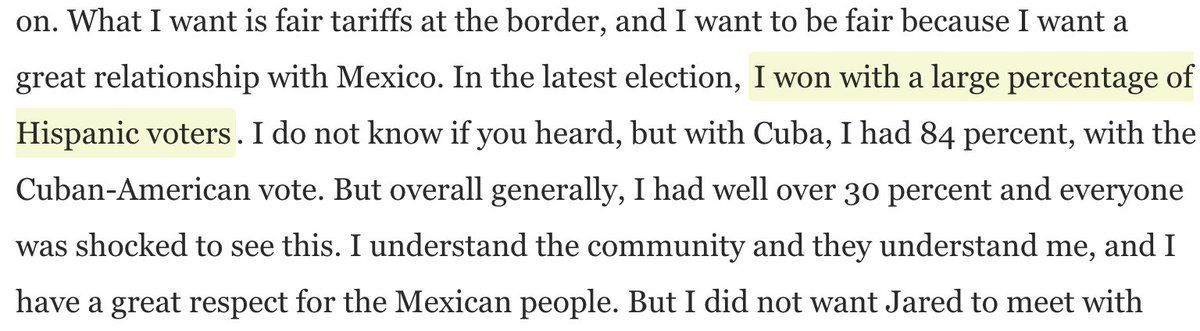 on. What I want is fair tariffs at the border, and I want to be fair because I want a
great relationship with Mexico. In the latest election, I won with a large percentage of
Hispanic voters. I do not know if you heard, but with Cuba, I had 84 percent, with the
Cuban-American vote. But overall generally, I had well over 30 percent and everyone
was shocked to see this. I understand the community and they understand me, and I
have a great respect for the Mexican people. But I did not want Jared to meet with